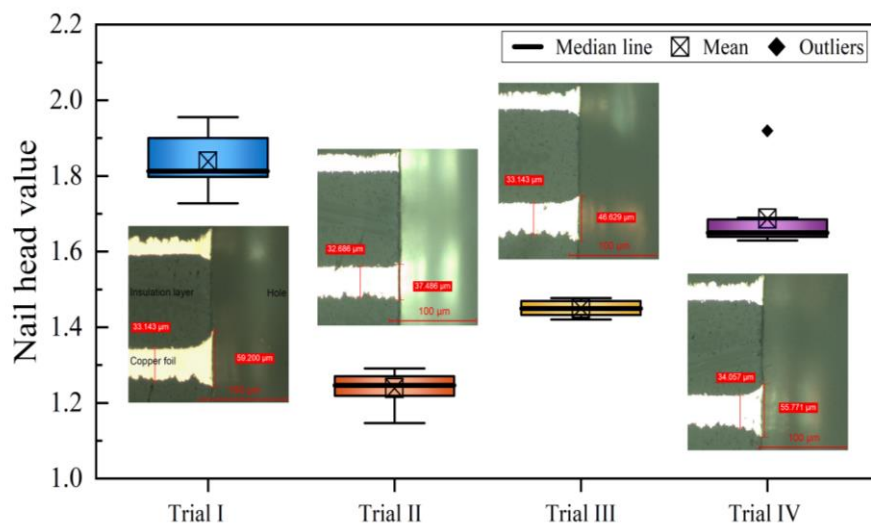 Nail head value
2.2
2.0
1.8
1.6
1.4
1.2
1.0
Median line
Mean
Outliers
Insulation layer
Hole
33.143 μm
Copper foil
59.200 μm
32.686 μm
37.486 μm
100 μm
33.143 μm
46.629 μm
100 μm
34.057 μm
55.771 μm
100 μm
Trial I
Trial II
Trial III
Trial IV